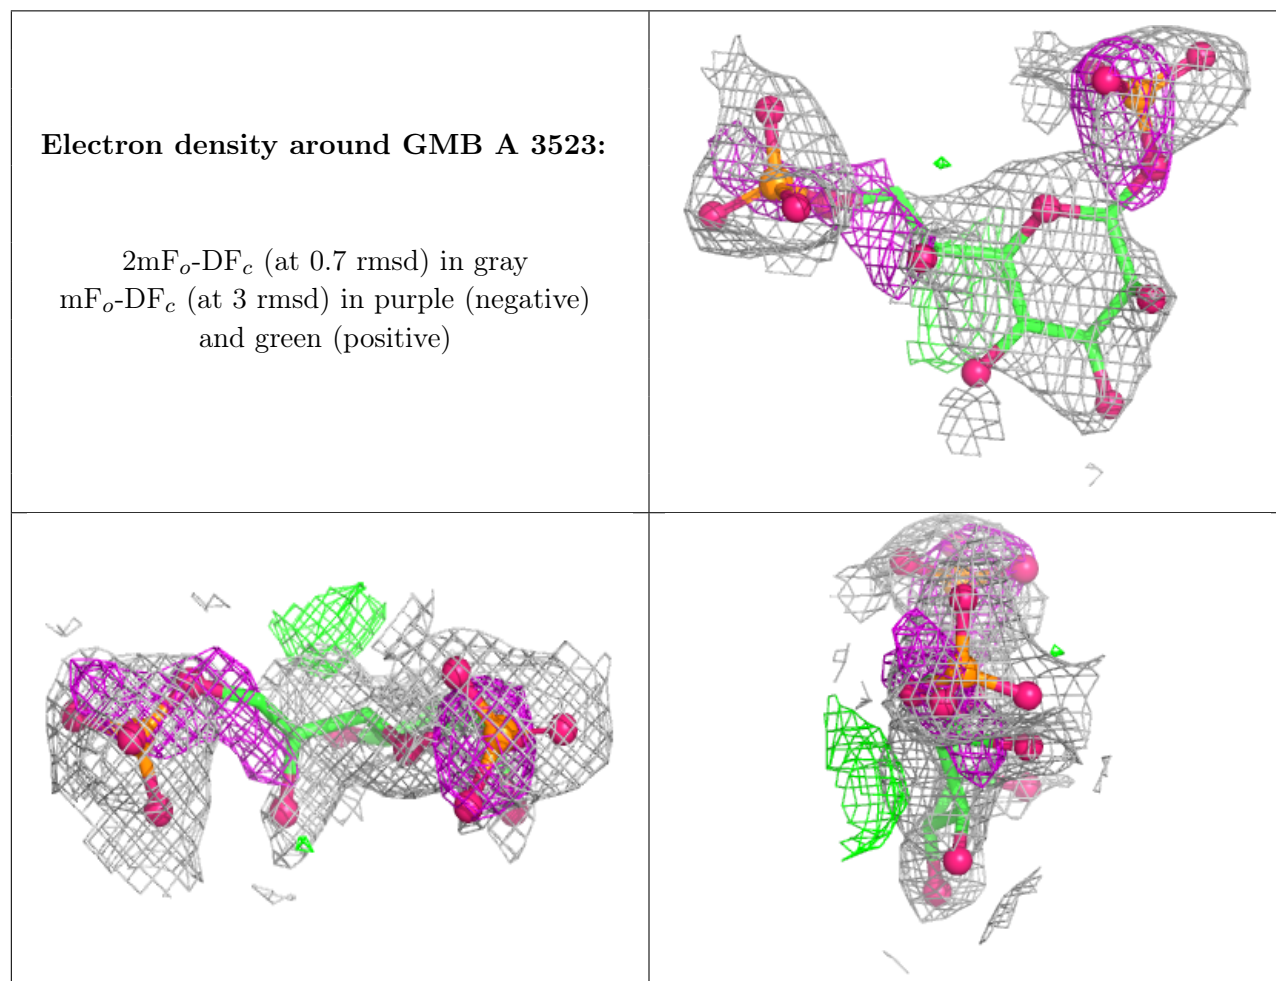 Electron density around GMB A 3523:
2mFₒ-DF𝒸 (at 0.7 rmsd) in gray
mFₒ-DF𝒸 (at 3 rmsd) in purple (negative)
and green (positive)